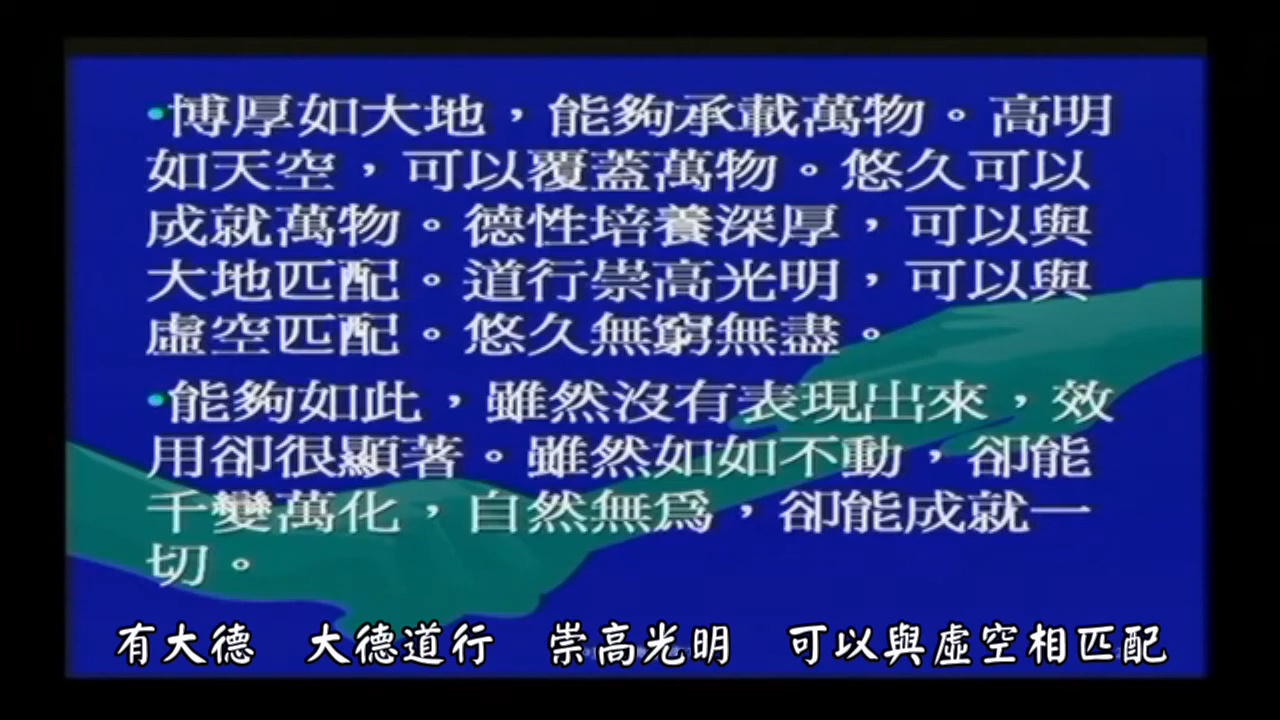 •博厚如大地，能夠承載萬物。高明
如天空，可以覆蓋萬物。悠久可以
成就萬物。德性培養深厚，可以與
大地匹配。道行崇高光明，可以與
虛空匹配。悠久無窮無盡。
•能夠如此，雖然沒有表現出來，效
用卻很顯著。雖然如如不動，卻能
千變萬化，自然無為，卻能成就一
切。
有大德　大德道行　崇高光明　可以與虛空相匹配